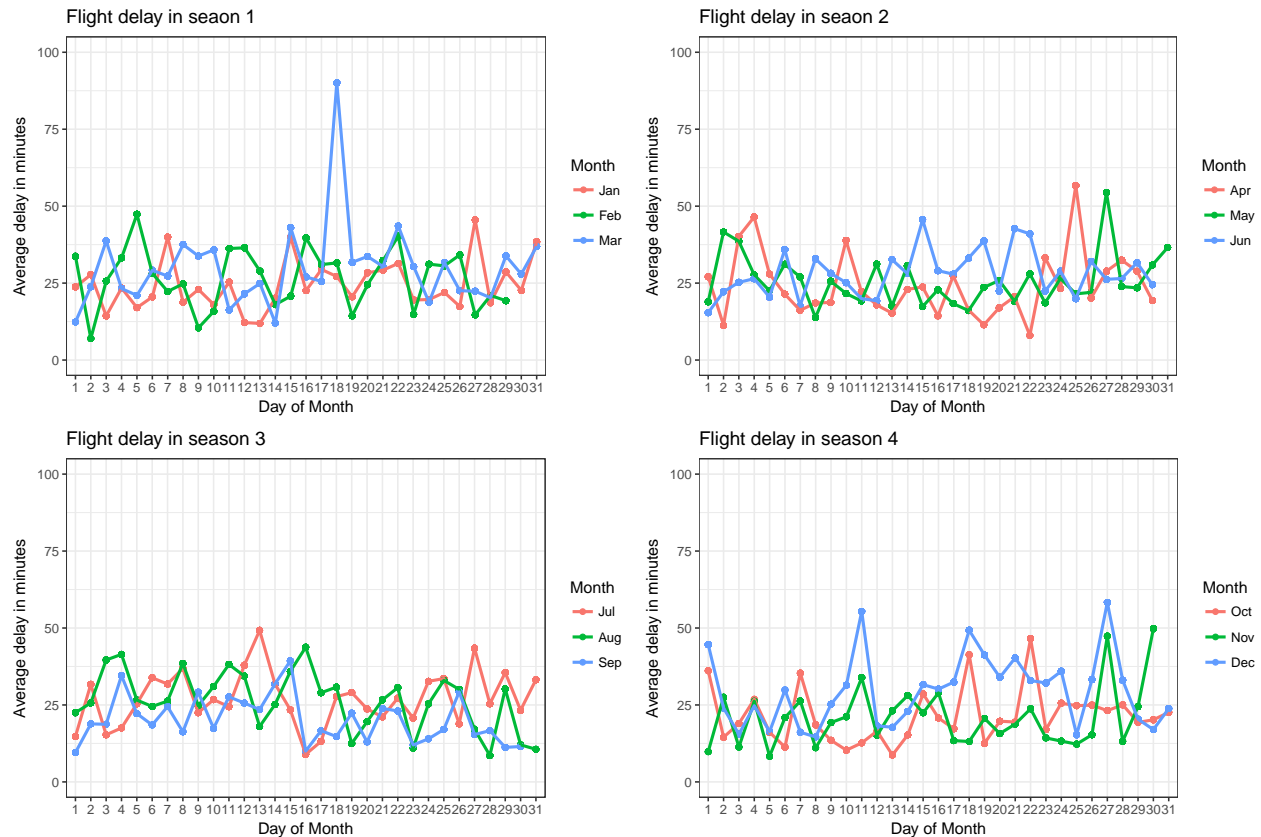 Flight delay in seaon 1
Average delay in minutes
100
75
50
25
0
1 2 3 4 5 6 7 8 9 10 11 12 13 14 15 16 17 18 19 20 21 22 23 24 25 26 27 28 29 30 31
Day of Month
Month
Jan
Feb
Mar
Flight delay in seaon 2
Average delay in minutes
100
75
50
25
0
1 2 3 4 5 6 7 8 9 10 11 12 13 14 15 16 17 18 19 20 21 22 23 24 25 26 27 28 29 30 31
Day of Month
Month
Apr
May
Jun
Flight delay in season 3
Average delay in minutes
100
75
50
25
0
1 2 3 4 5 6 7 8 9 10 11 12 13 14 15 16 17 18 19 20 21 22 23 24 25 26 27 28 29 30 31
Day of Month
Month
Jul
Aug
Sep
Flight delay in season 4
Average delay in minutes
100
75
50
25
0
1 2 3 4 5 6 7 8 9 10 11 12 13 14 15 16 17 18 19 20 21 22 23 24 25 26 27 28 29 30 31
Day of Month
Month
Oct
Nov
Dec